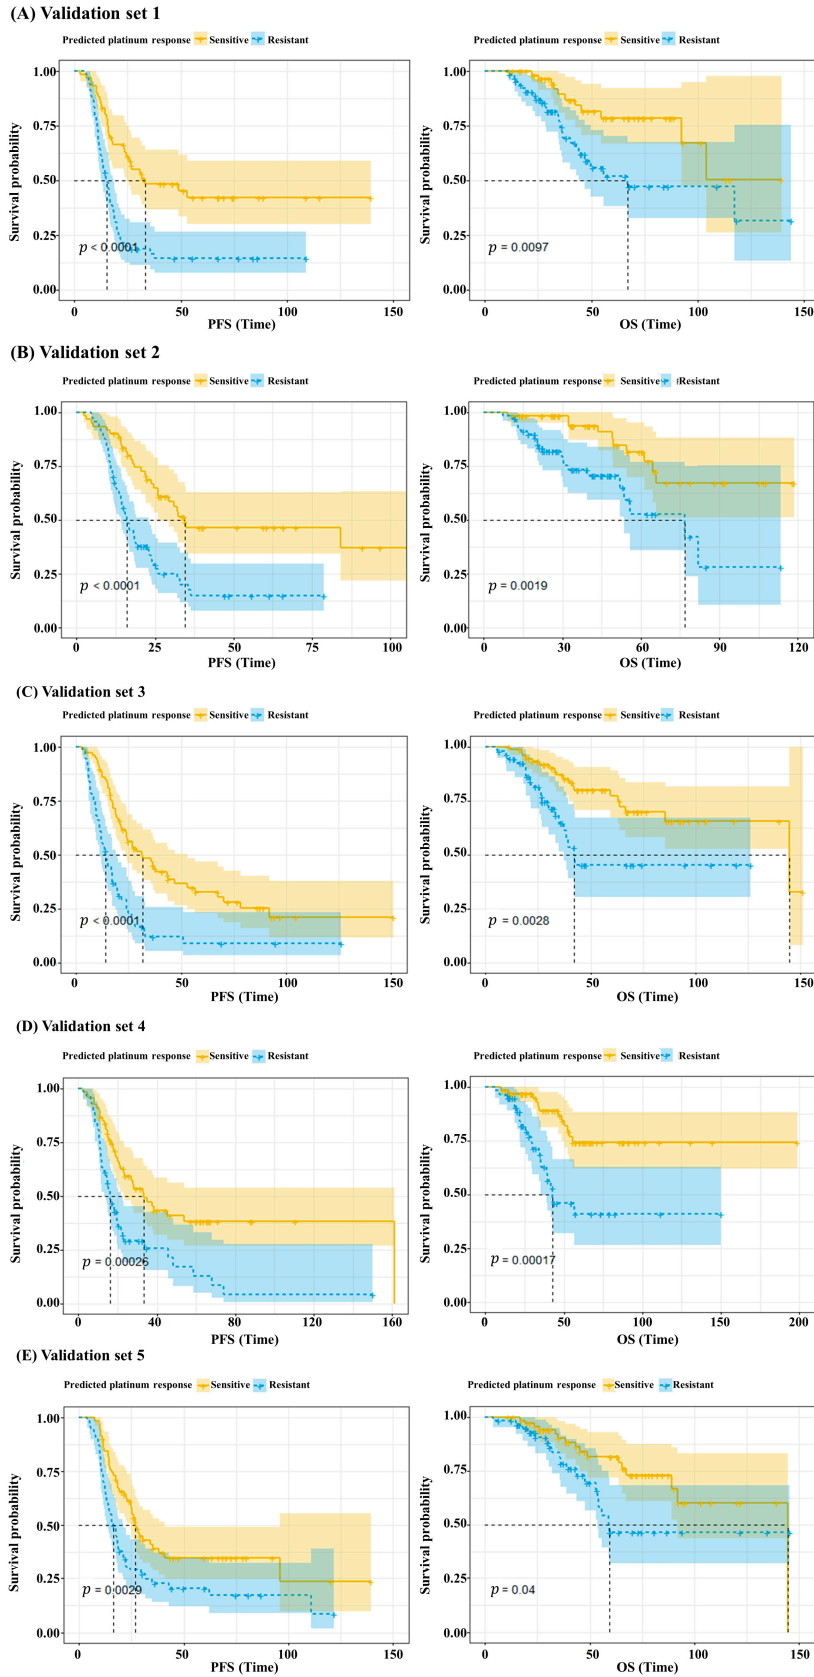 (A) Validation set 1
Predicted platinum response Sensitive Resistant
Predicted platinum response Sensitive Resistant
Survival probability
1.00
0.75
0.50
0.25
0.00
p < 0.0001
0 50 100 150
PFS (Time)
Survival probability
1.00
0.75
0.50
0.25
0.00
p = 0.0097
0 50 100 150
OS (Time)
(B) Validation set 2
Predicted platinum response Sensitive Resistant
Predicted platinum response Sensitive Resistant
Survival probability
1.00
0.75
0.50
0.25
0.00
p < 0.0001
0 25 50 75 100
PFS (Time)
Survival probability
1.00
0.75
0.50
0.25
0.00
p = 0.0019
0 30 60 90 120
OS (Time)
(C) Validation set 3
Predicted platinum response Sensitive Resistant
Predicted platinum response Sensitive Resistant
Survival probability
1.00
0.75
0.50
0.25
0.00
p < 0.0001
0 50 100 150
PFS (Time)
Survival probability
1.00
0.75
0.50
0.25
0.00
p = 0.0028
0 50 100 150
OS (Time)
(D) Validation set 4
Predicted platinum response Sensitive Resistant
Predicted platinum response Sensitive Resistant
Survival probability
1.00
0.75
0.50
0.25
0.00
p = 0.00026
0 40 80 120 160
PFS (Time)
Survival probability
1.00
0.75
0.50
0.25
0.00
p = 0.00017
0 50 100 150 200
OS (Time)
(E) Validation set 5
Predicted platinum response Sensitive Resistant
Predicted platinum response Sensitive Resistant
Survival probability
1.00
0.75
0.50
0.25
0.00
p = 0.0029
0 50 100 150
PFS (Time)
Survival probability
1.00
0.75
0.50
0.25
0.00
p = 0.04
0 50 100 150
OS (Time)